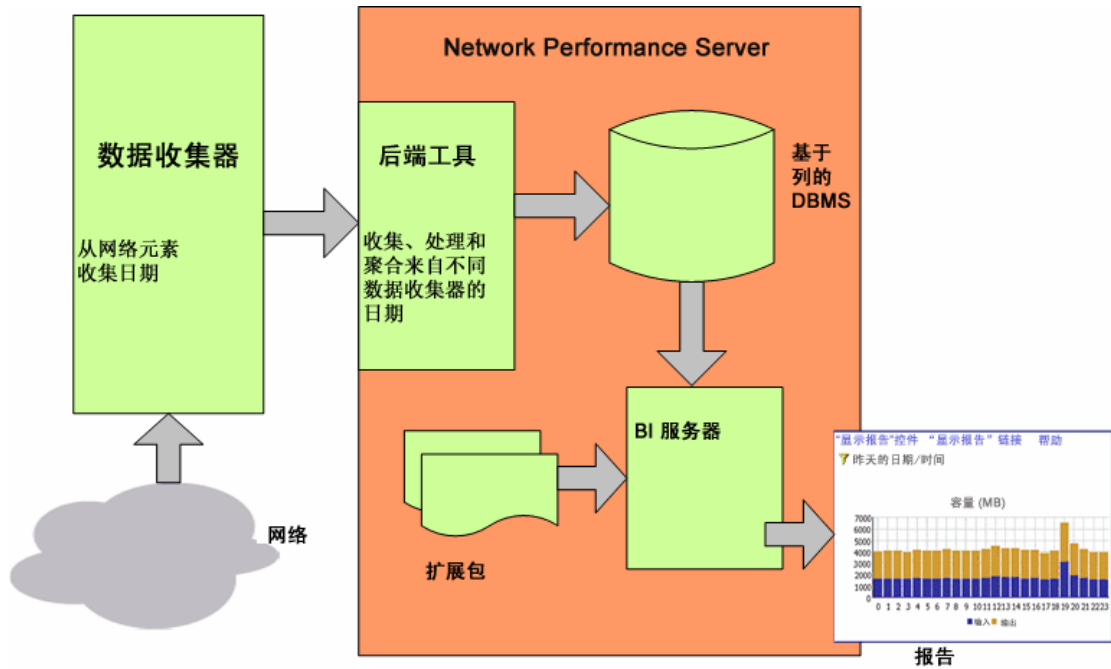 Network Performance Server
数据收集器
从网络元素
收集日期
后端工具
收集、处理和
聚合来自不同
数据收集器的
日期
基于
列的
DBMS
BI 服务器
扩展包
网络
“显示报告”控件 “显示报告”链接 帮助
昨天的日期/时间
容量 (MB)
7000
6000
5000
4000
3000
2000
1000
0
0 1 2 3 4 5 6 7 8 9 10 11 12 13 14 15 16 17 18 19 20 21 22 23
输入 输出
报告